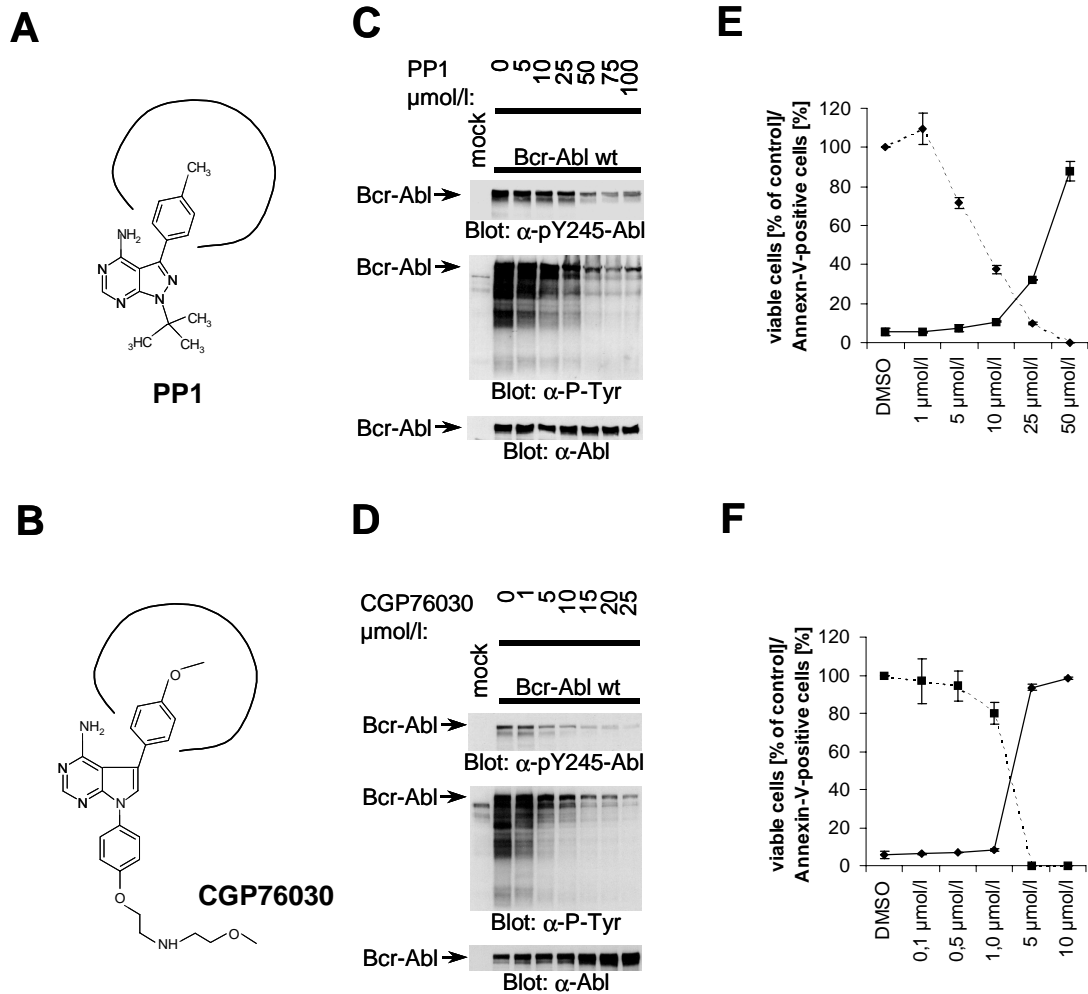 A
CH₃
NH₂
N
N
N
N
CH₃
₃HC
CH₃
PP1
B
O
NH₂
N
N
N
O
NH
O
CGP76030
C
PP1
µmol/l:
0 5 10 25 50 75 100
mock
Bcr-Abl wt
Bcr-Abl
Blot: α-pY245-Abl
Bcr-Abl
Blot: α-P-Tyr
Bcr-Abl
Blot: α-Abl
D
CGP76030
µmol/l:
0 1 5 10 15 20 25
mock
Bcr-Abl wt
Bcr-Abl
Blot: α-pY245-Abl
Bcr-Abl
Blot: α-P-Tyr
Bcr-Abl
Blot: α-Abl
E
viable cells [% of control]/
Annexn-V-positive cells [%]
120
100
80
60
40
20
0
DMSO
1 µmol/l
5 µmol/l
10 µmol/l
25 µmol/l
50 µmol/l
F
viable cells [% of control]/
Annexin-V-positive cells [%]
120
100
80
60
40
20
0
DMSO
0,1 µmol/l
0,5 µmol/l
1,0 µmol/l
5 µmol/l
10 µmol/l